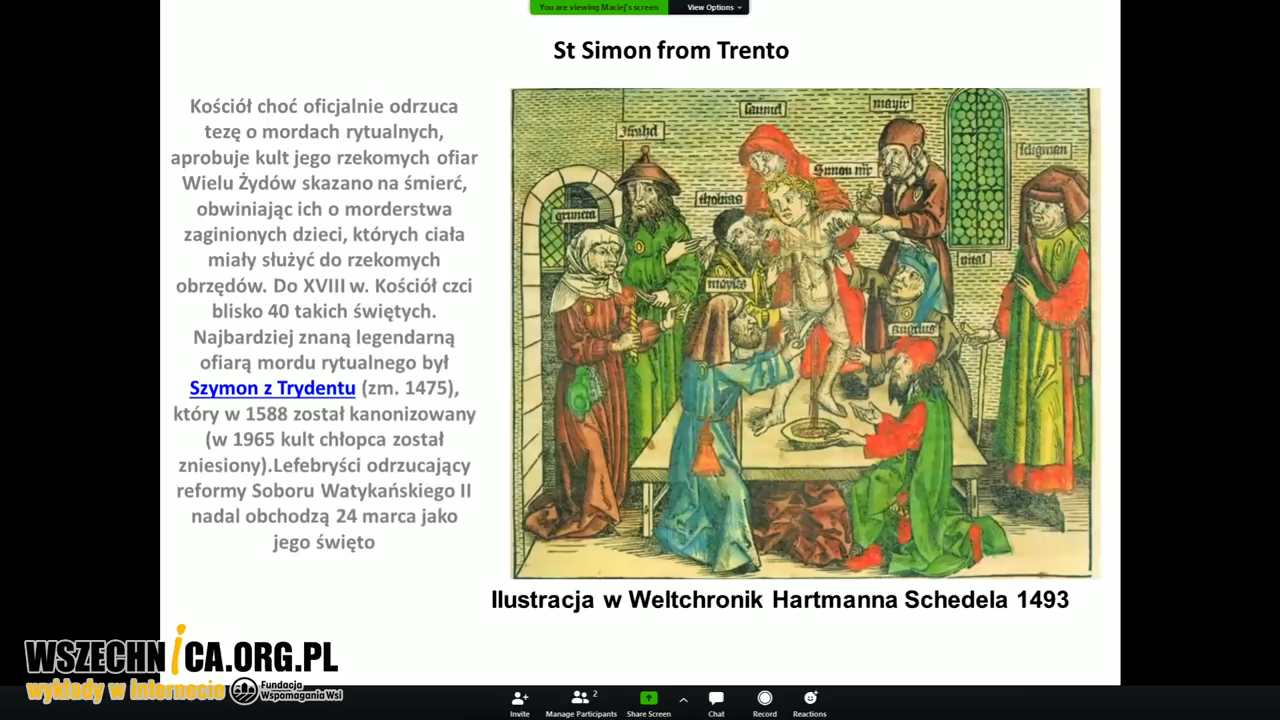 You are viewing Maciej's screen
View Options
St Simon from Trento
Kościół choć oficjalnie odrzuca
tezę o mordach rytualnych,
aprobuje kult jego rzekomych ofiar
Wielu Żydów skazano na śmierć,
obwiniając ich o morderstwa
zaginionych dzieci, których ciała
miały służyć do rzekomych
obrzędów. Do XVIII w. Kościół czci
blisko 40 takich świętych.
Najbardziej znaną legendarną
ofiarą mordu rytualnego był
Szymon z Trydentu (zm. 1475),
który w 1588 został kanonizowany
(w 1965 kult chłopca został
zniesiony).Lefebryści odrzucający
reformy Soboru Watykańskiego II
nadal obchodzą 24 marca jako
jego święto
thobias
vital
angelus
Ilustracja w Weltchronik Hartmanna Schedela 1493
WSZECHNiCA.ORG.PL
wykłady w Internecie
Fundacja
Wspomagania Wsi
Invite
Manage Participants
2
Share Screen
Chat
Record
Reactions